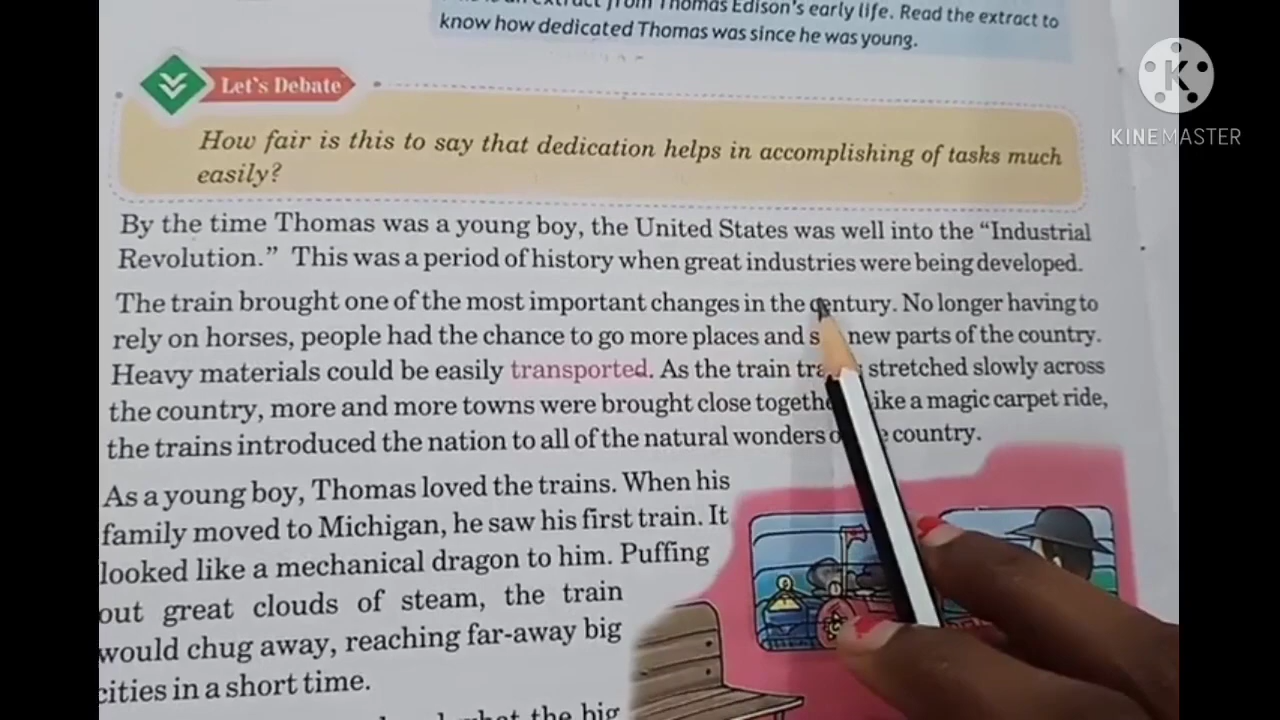 extract from Thomas Edison's early life. Read the extract to
know how dedicated Thomas was since he was young.
Let's Debate
How fair is this to say that dedication helps in accomplishing of tasks much
easily?
K
KINEMASTER
By the time Thomas was a young boy, the United States was well into the “Industrial
Revolution.” This was a period of history when great industries were being developed.
The train brought one of the most important changes in the century. No longer having to
rely on horses, people had the chance to go more places and new parts of the country.
Heavy materials could be easily transported. As the train stretched slowly across
the country, more and more towns were brought close together like a magic carpet ride,
the trains introduced the nation to all of the natural wonders country.
As a young boy, Thomas loved the trains. When his
family moved to Michigan, he saw his first train. It
looked like a mechanical dragon to him. Puffing
out great clouds of steam, the train
would chug away, reaching far-away big
cities in a short time.
the big